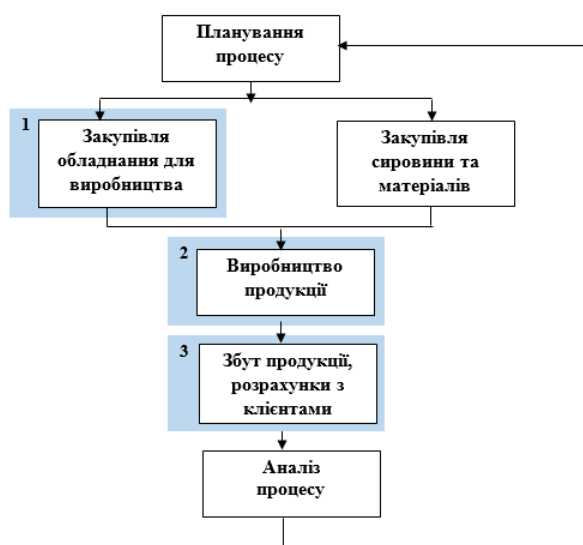 Планування
процесу
1
Закупівля
обладнання для
виробництва
Закупівля
сировини та
матеріалів
2
Виробництво
продукції
3
Збут продукції,
розрахунки з
клієнтами
Аналіз
процесу